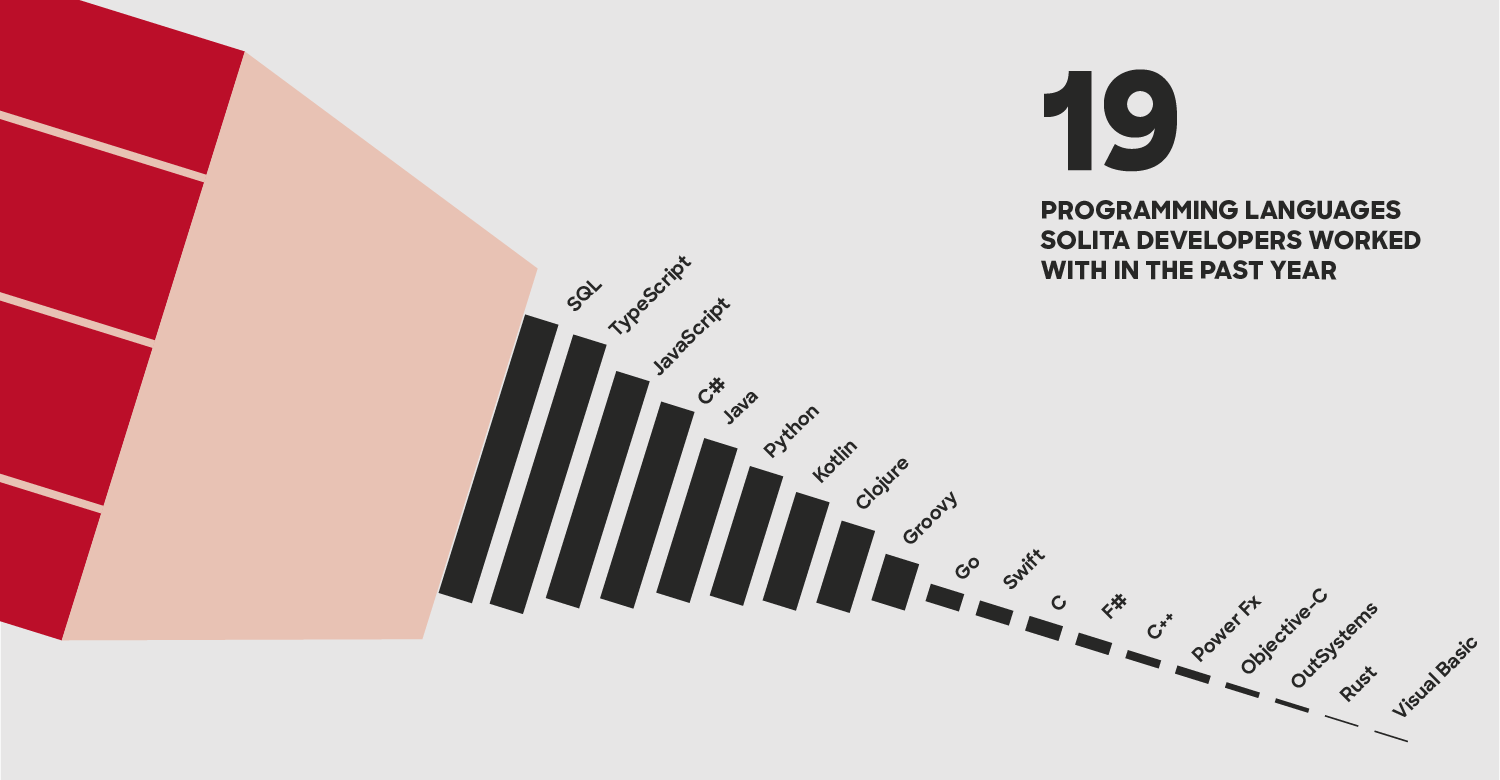 19
PROGRAMMING LANGUAGES
SOLITA DEVELOPERS WORKED
WITH IN THE PAST YEAR
SQL
TypeScript
JavaScript
C#
Java
Python
Kotlin
Clojure
Groovy
Go
Swift
C
F#
C++
Power Fx
Objective-C
OutSystems
Rust
Visual Basic